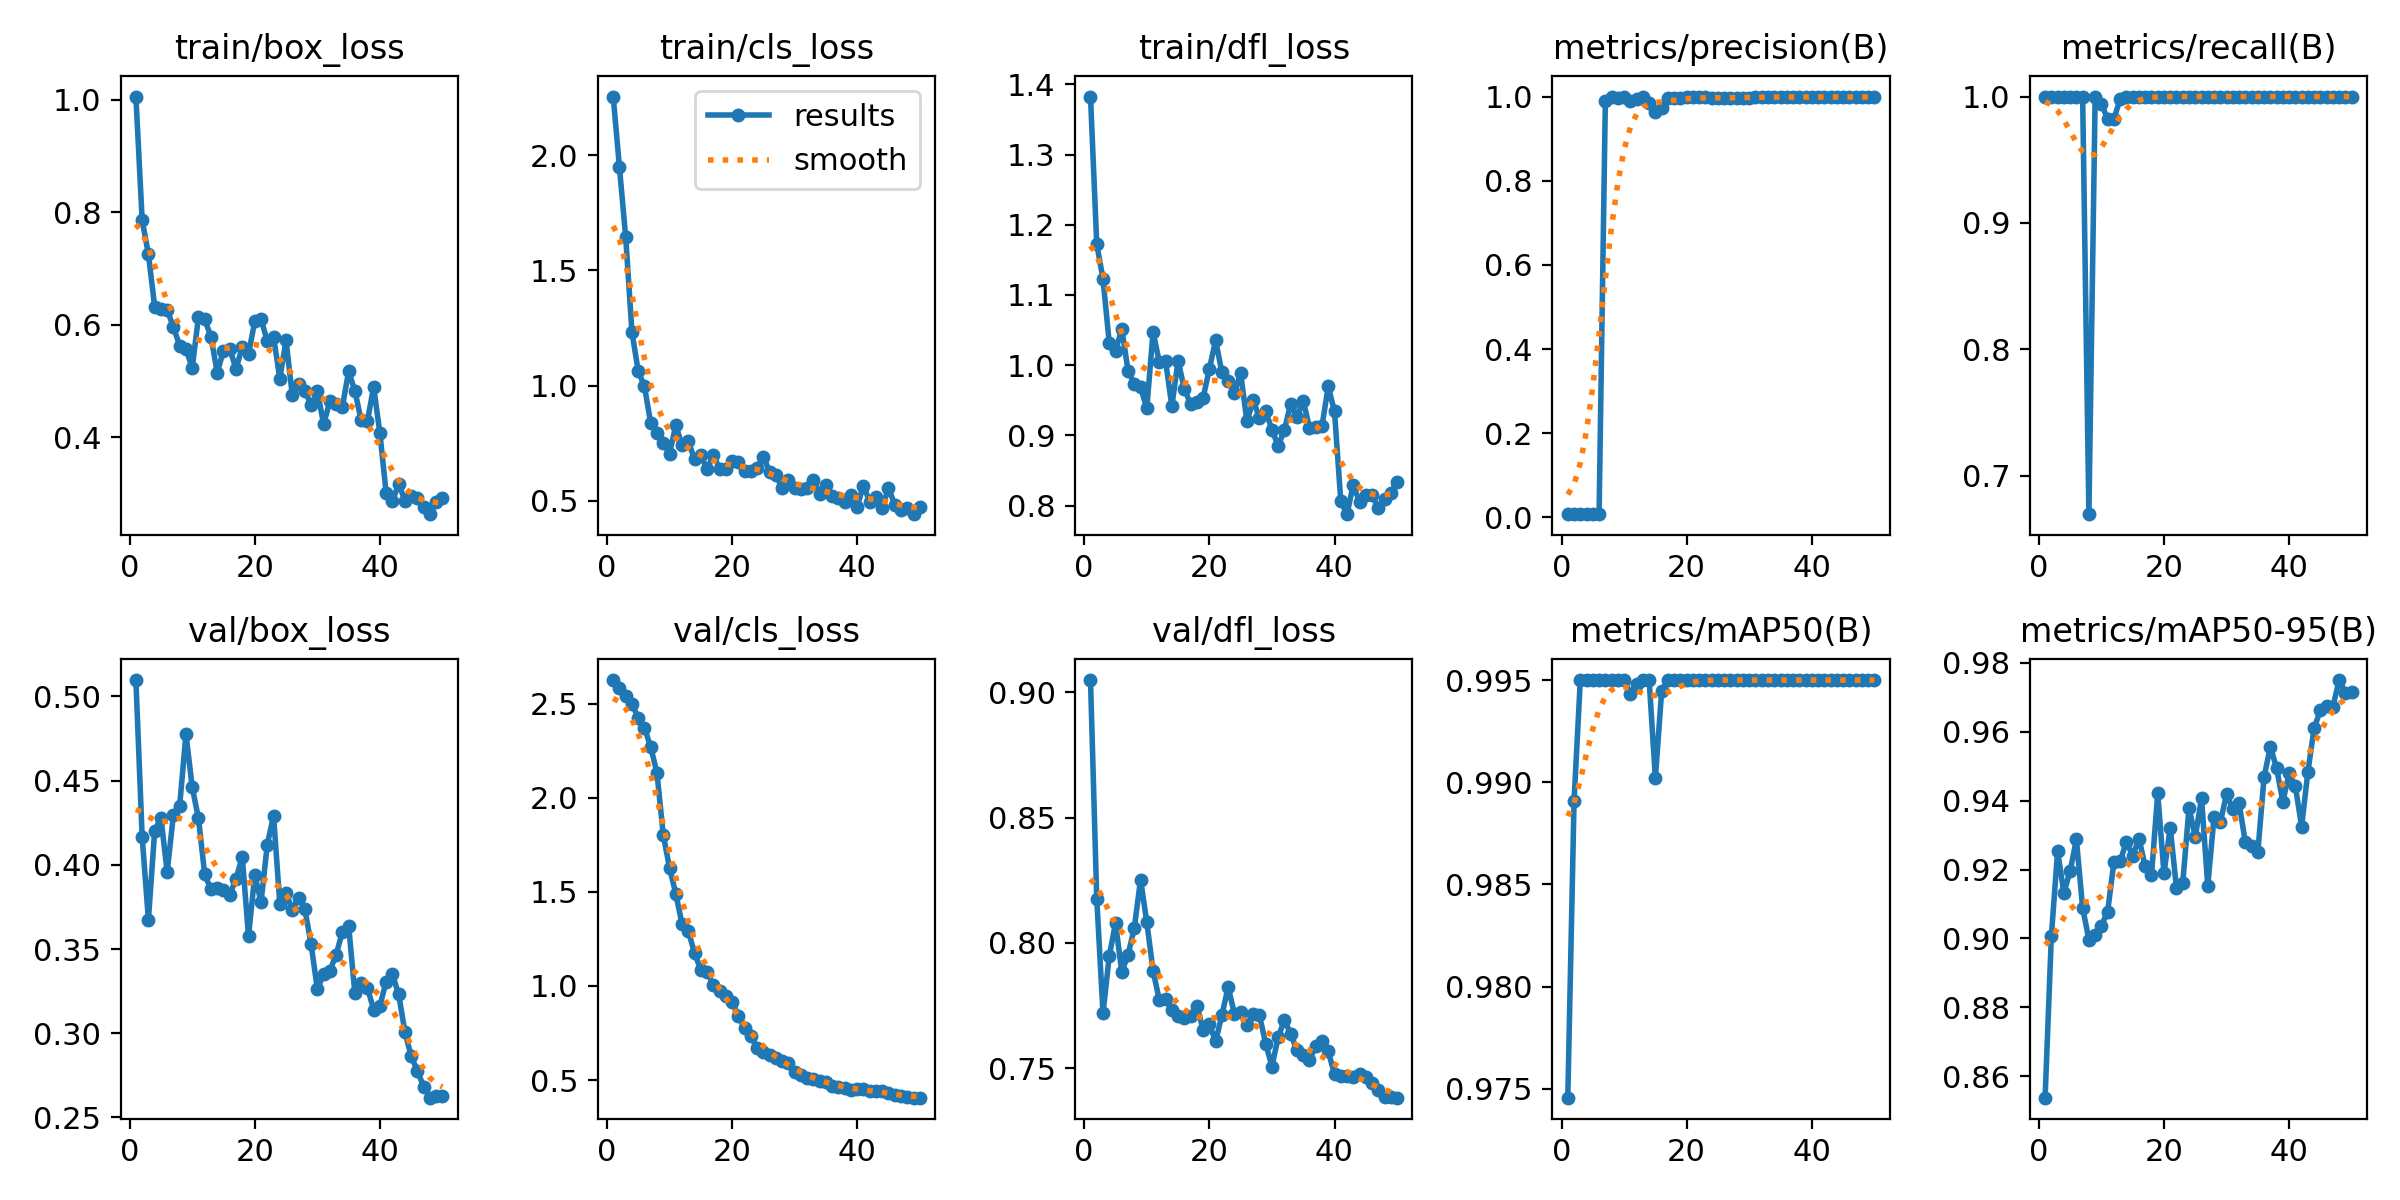 train/box_loss
1.0
0.8
0.6
0.4
0 20 40
train/cls_loss
results
smooth
2.0
1.5
1.0
0.5
0 20 40
train/dfl_loss
1.4
1.3
1.2
1.1
1.0
0.9
0.8
0 20 40
metrics/precision(B)
1.0
0.8
0.6
0.4
0.2
0.0
0 20 40
metrics/recall(B)
1.0
0.9
0.8
0.7
0 20 40
val/box_loss
0.50
0.45
0.40
0.35
0.30
0.25
0 20 40
val/cls_loss
2.5
2.0
1.5
1.0
0.5
0 20 40
val/dfl_loss
0.90
0.85
0.80
0.75
0 20 40
metrics/mAP50(B)
0.995
0.990
0.985
0.980
0.975
0 20 40
metrics/mAP50-95(B)
0.98
0.96
0.94
0.92
0.90
0.88
0.86
0 20 40